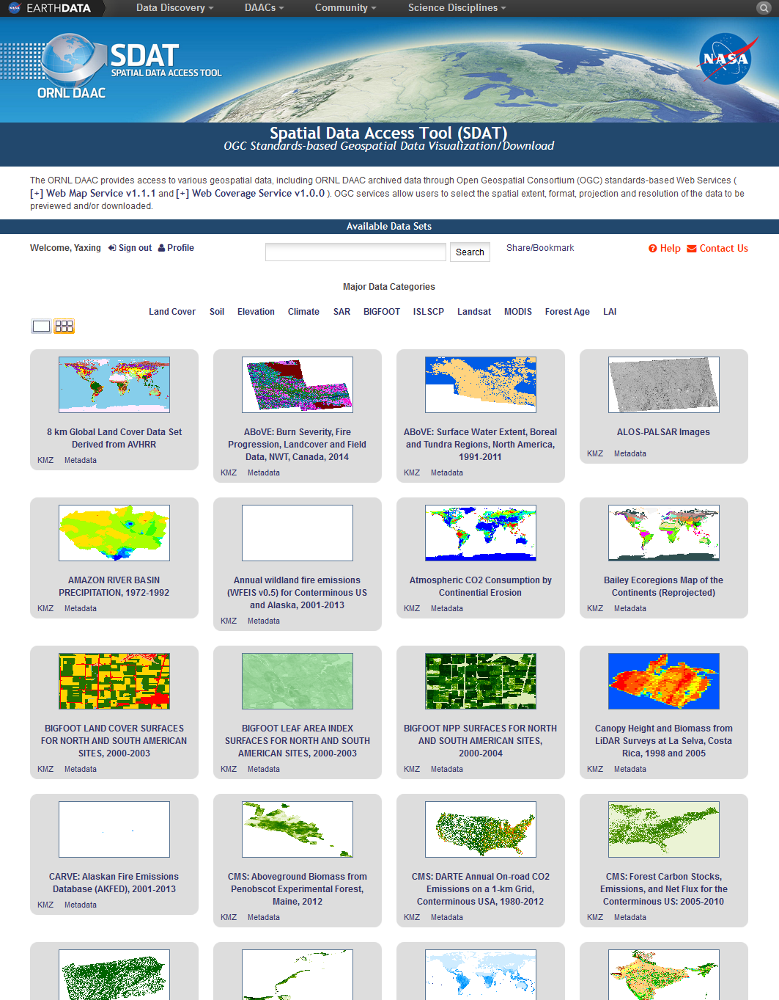 NASA EARTHDATA Data Discovery DAACs Community Science Disciplines
SDAT
SPATIAL DATA ACCESS TOOL
ORNL DAAC
NASA
Spatial Data Access Tool (SDAT)
OGC Standards-based Geospatial Data Visualization/Download
The ORNL DAAC provides access to various geospatial data, including ORNL DAAC archived data through Open Geospatial Consortium (OGC) standards-based Web Services (
[+] Web Map Service v1.1.1 and [+] Web Coverage Service v1.0.0 ). OGC services allow users to select the spatial extent, format, projection and resolution of the data to be
previewed and/or downloaded.
Available Data Sets
Welcome, Yaxing Sign out Profile Search Share/Bookmark Help Contact Us
Major Data Categories
Land Cover Soil Elevation Climate SAR BIGFOOT ISLSCP Landsat MODIS Forest Age LAI
8 km Global Land Cover Data Set
Derived from AVHRR
KMZ Metadata
ABoVE: Burn Severity, Fire
Progression, Landcover and Field
Data, NWT, Canada, 2014
KMZ Metadata
ABoVE: Surface Water Extent, Boreal
and Tundra Regions, North America,
1991-2011
KMZ Metadata
ALOS-PALSAR Images
KMZ Metadata
AMAZON RIVER BASIN
PRECIPITATION, 1972-1992
KMZ Metadata
Annual wildland fire emissions
(WFEIS v0.5) for Conterminous US
and Alaska, 2001-2013
KMZ Metadata
Atmospheric CO2 Consumption by
Continential Erosion
KMZ Metadata
Bailey Ecoregions Map of the
Continents (Reprojected)
KMZ Metadata
BIGFOOT LAND COVER SURFACES
FOR NORTH AND SOUTH AMERICAN
SITES, 2000-2003
KMZ Metadata
BIGFOOT LEAF AREA INDEX
SURFACES FOR NORTH AND SOUTH
AMERICAN SITES, 2000-2003
KMZ Metadata
BIGFOOT NPP SURFACES FOR NORTH
AND SOUTH AMERICAN SITES,
2000-2004
KMZ Metadata
Canopy Height and Biomass from
LiDAR Surveys at La Selva, Costa
Rica, 1998 and 2005
KMZ Metadata
CARVE: Alaskan Fire Emissions
Database (AKFED), 2001-2013
KMZ Metadata
CMS: Aboveground Biomass from
Penobscot Experimental Forest,
Maine, 2012
KMZ Metadata
CMS: DARTE Annual On-road CO2
Emissions on a 1-km Grid,
Conterminous USA, 1980-2012
KMZ Metadata
CMS: Forest Carbon Stocks,
Emissions, and Net Flux for the
Conterminous US: 2005-2010
KMZ Metadata